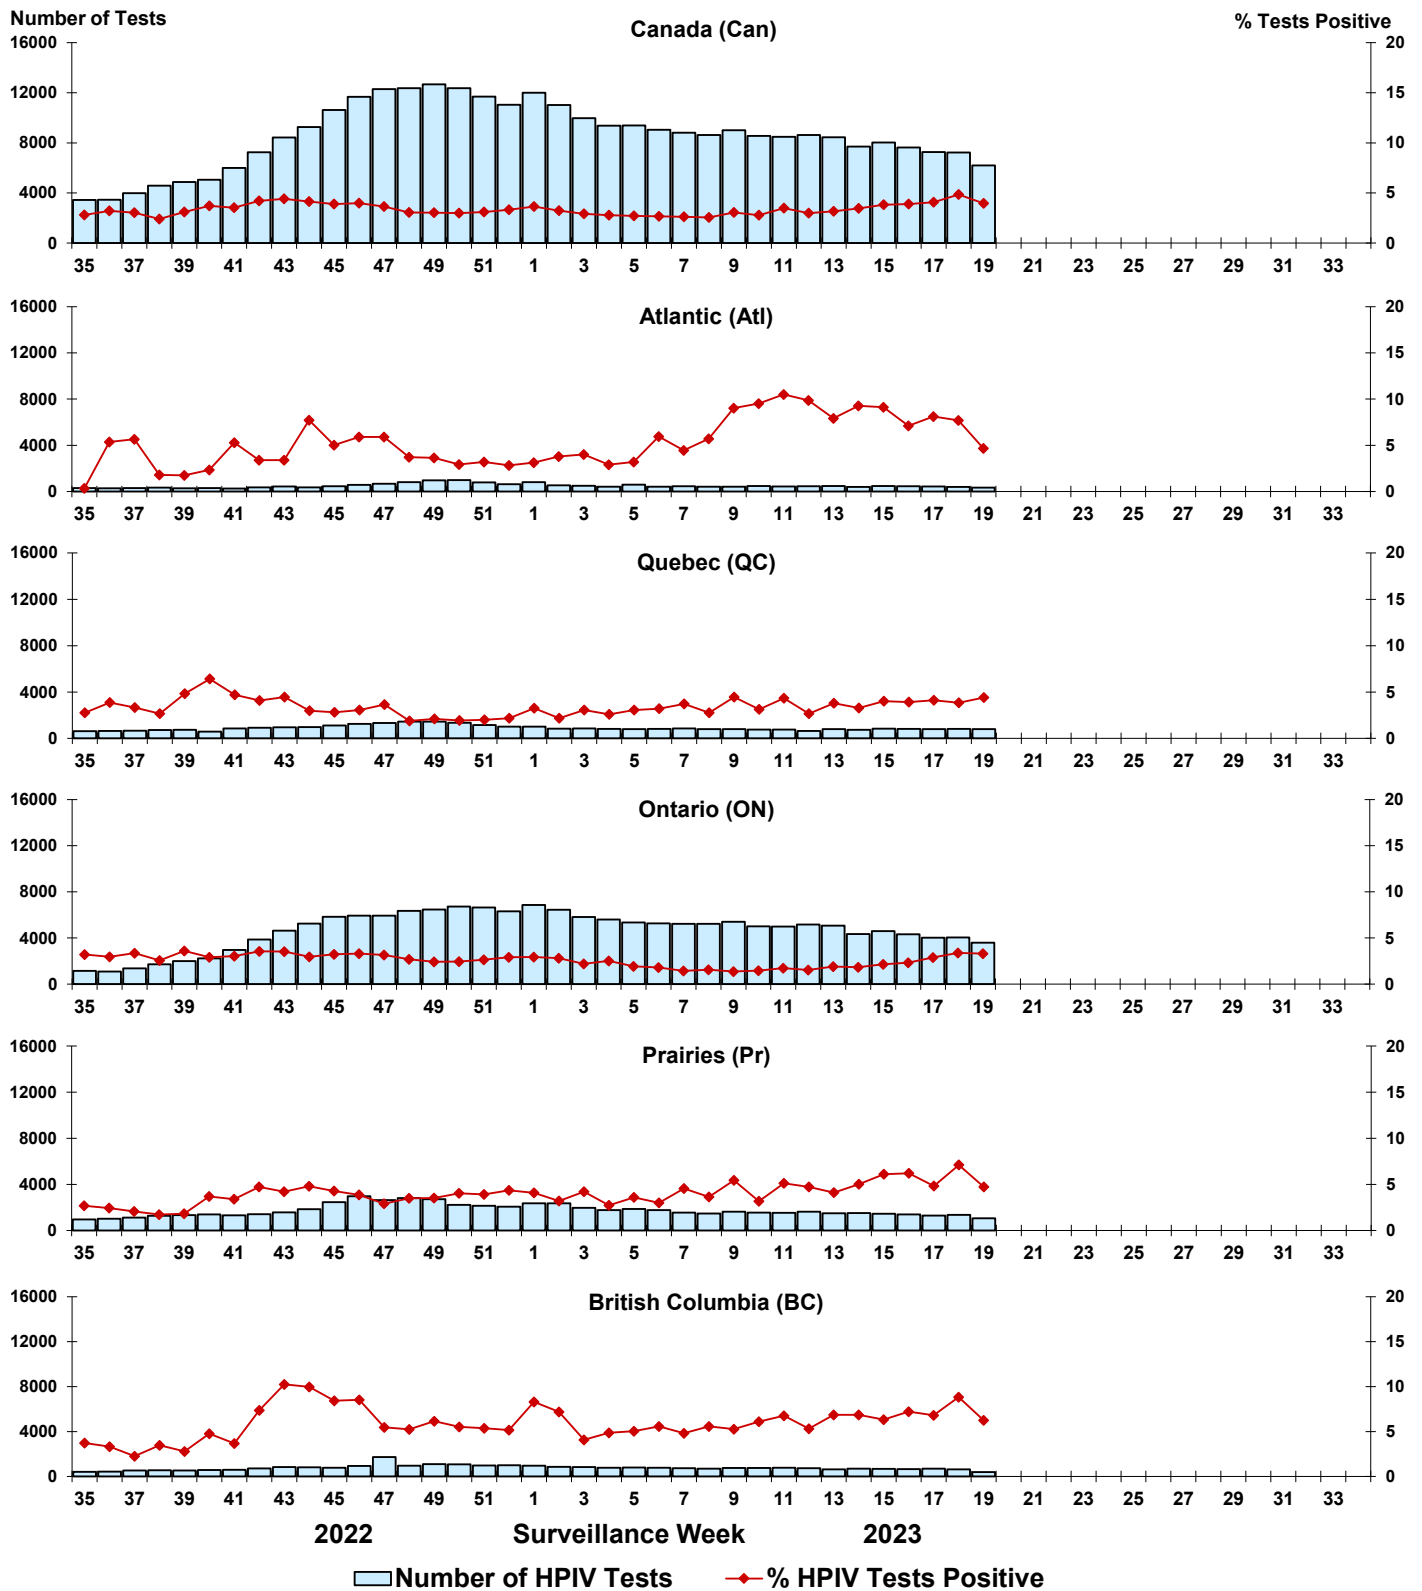 Number of Tests
% Tests Positive
Canada (Can)
16000 20
12000 15
8000 10
4000 5
0 0
35 37 39 41 43 45 47 49 51 1 3 5 7 9 11 13 15 17 19 21 23 25 27 29 31 33
Atlantic (Atl)
16000 20
12000 15
8000 10
4000 5
0 0
35 37 39 41 43 45 47 49 51 1 3 5 7 9 11 13 15 17 19 21 23 25 27 29 31 33
Quebec (QC)
16000 20
12000 15
8000 10
4000 5
0 0
35 37 39 41 43 45 47 49 51 1 3 5 7 9 11 13 15 17 19 21 23 25 27 29 31 33
Ontario (ON)
16000 20
12000 15
8000 10
4000 5
0 0
35 37 39 41 43 45 47 49 51 1 3 5 7 9 11 13 15 17 19 21 23 25 27 29 31 33
Prairies (Pr)
16000 20
12000 15
8000 10
4000 5
0 0
35 37 39 41 43 45 47 49 51 1 3 5 7 9 11 13 15 17 19 21 23 25 27 29 31 33
British Columbia (BC)
16000 20
12000 15
8000 10
4000 5
0 0
35 37 39 41 43 45 47 49 51 1 3 5 7 9 11 13 15 17 19 21 23 25 27 29 31 33
2022 Surveillance Week 2023
Number of HPIV Tests % HPIV Tests Positive